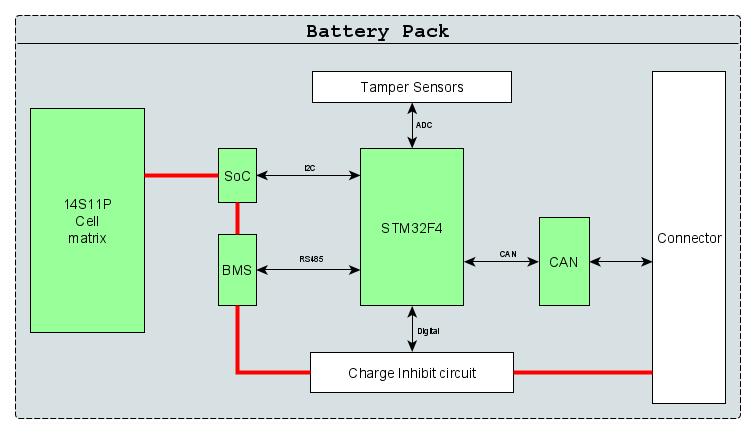 Battery Pack
Tamper Sensors
ADC
14S11P
Cell
matrix
SoC
I2C
STM32F4
BMS
RS485
CAN
CAN
Connector
Digital
Charge Inhibit circuit